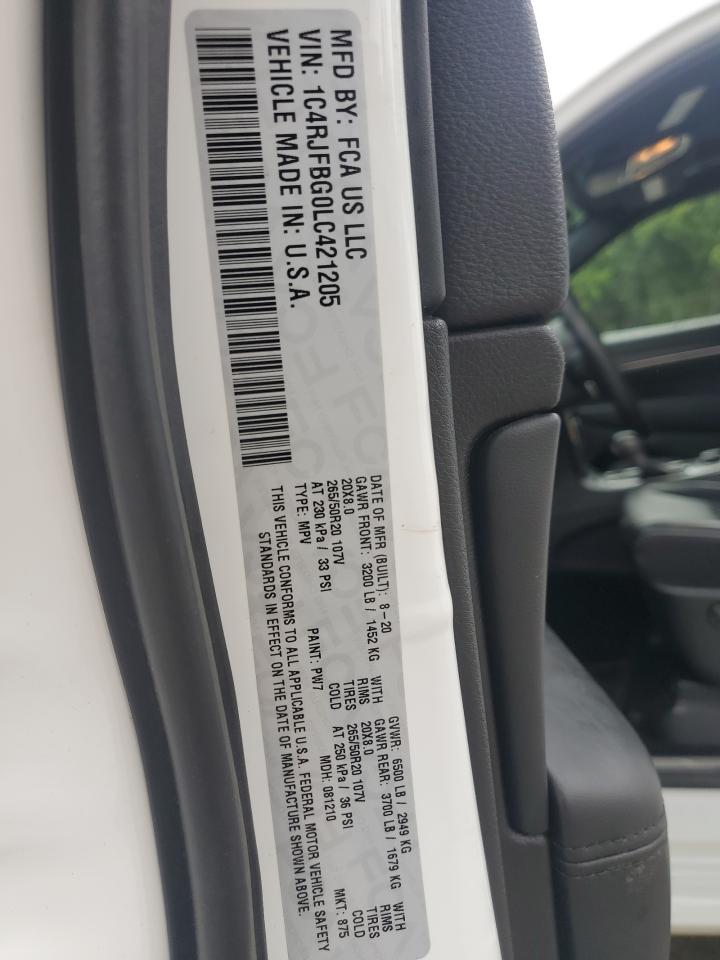 MFD BY: FCA US LLC
VIN: 1C4RJFBG0LC421205
VEHICLE MADE IN: U.S.A.
DATE OF MFR (BUILT): 8-20 GVWR: 6500 LB / 2949 KG
GAWR FRONT: 3200 LB / 1452 KG WITH GAWR REAR: 3700 LB / 1679 KG WITH
20X8.0 RIMS 20X8.0 RIMS
265/50R20 107V TIRES 265/50R20 107V TIRES
AT 230 kPa / 33 PSI COLD AT 250 kPa / 36 PSI COLD
TYPE: MPV PAINT: PW7 MDH: 081210 MKT: 875
THIS VEHICLE CONFORMS TO ALL APPLICABLE U.S.A. FEDERAL MOTOR VEHICLE SAFETY
STANDARDS IN EFFECT ON THE DATE OF MANUFACTURE SHOWN ABOVE.